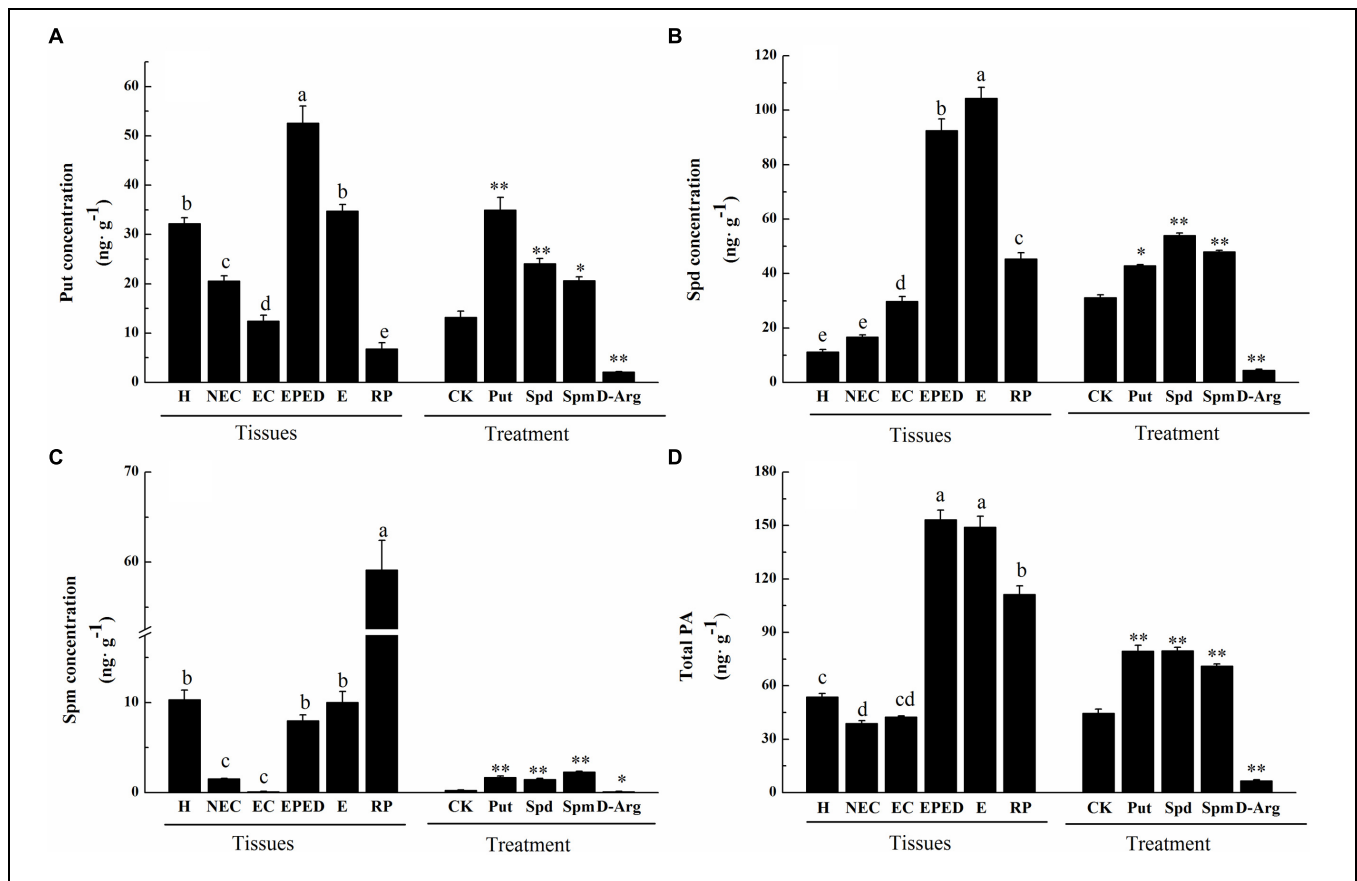 A
Put concentration
(ng· g-1)
60
50
40
30
20
10
0
b
c
d
a
b
e
**
**
*
**
H NEC EC EPED E RP CK Put Spd Spm D-Arg
Tissues Treatment
B
Spd concentration
(ng· g-1)
120
100
80
60
40
20
0
e
e
d
b
a
c
*
**
**
**
H NEC EC EPED E RP CK Put Spd Spm D-Arg
Tissues Treatment
C
Spm concentration
(ng· g-1)
70
60
10
0
b
c
c
b
b
a
**
**
**
*
H NEC EC EPED E RP CK Put Spd Spm D-Arg
Tissues Treatment
D
Total PA
(ng· g-1)
180
150
120
90
60
30
0
c
d
cd
a
a
b
**
**
**
**
H NEC EC EPED E RP CK Put Spd Spm D-Arg
Tissues Treatment